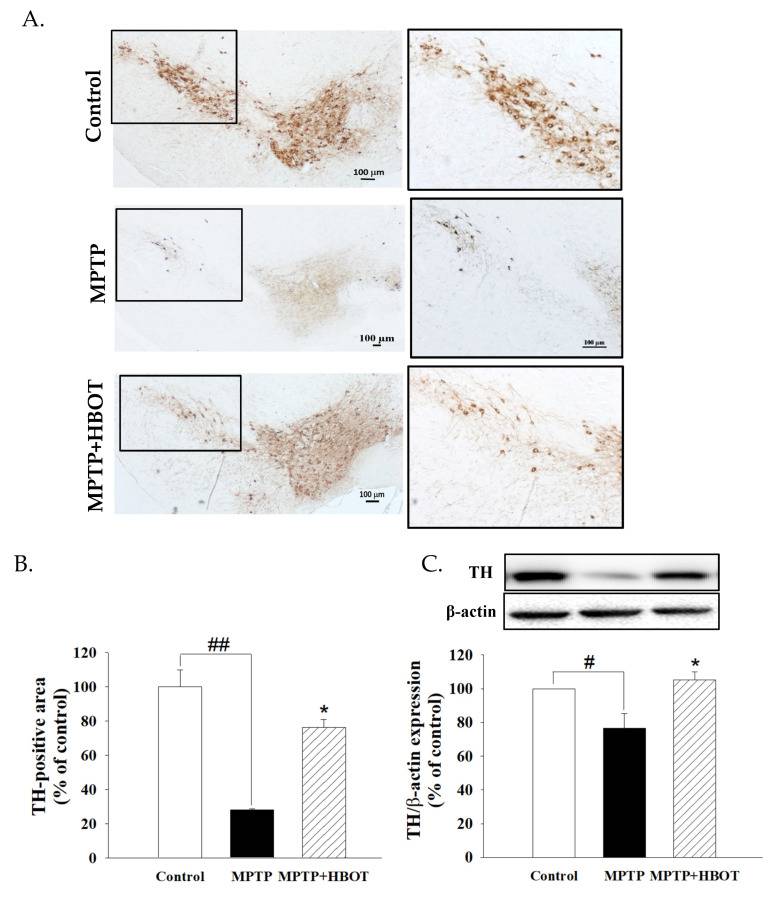 A.
Control
100 μm
MPTP
100 μm
100 μm
MPTP+HBOT
100 μm
B.
C.
TH
β-actin
TH-positive area
(% of control)
120
100
80
60
40
20
0
##
*
Control MPTP MPTP+HBOT
TH/β-actin expression
(% of control)
120
100
80
60
40
20
0
#
*
Control MPTP MPTP+HBOT